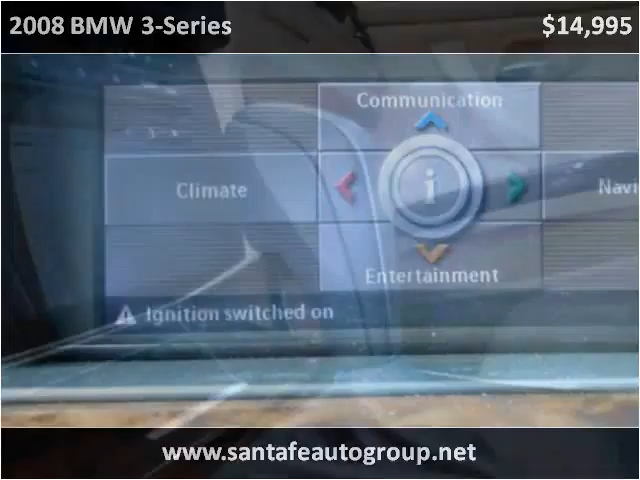 2008 BMW 3-Series
$14,995
Communication
i
Climate
Navi
Entertainment
Ignition switched on
www.santafeautogroup.net